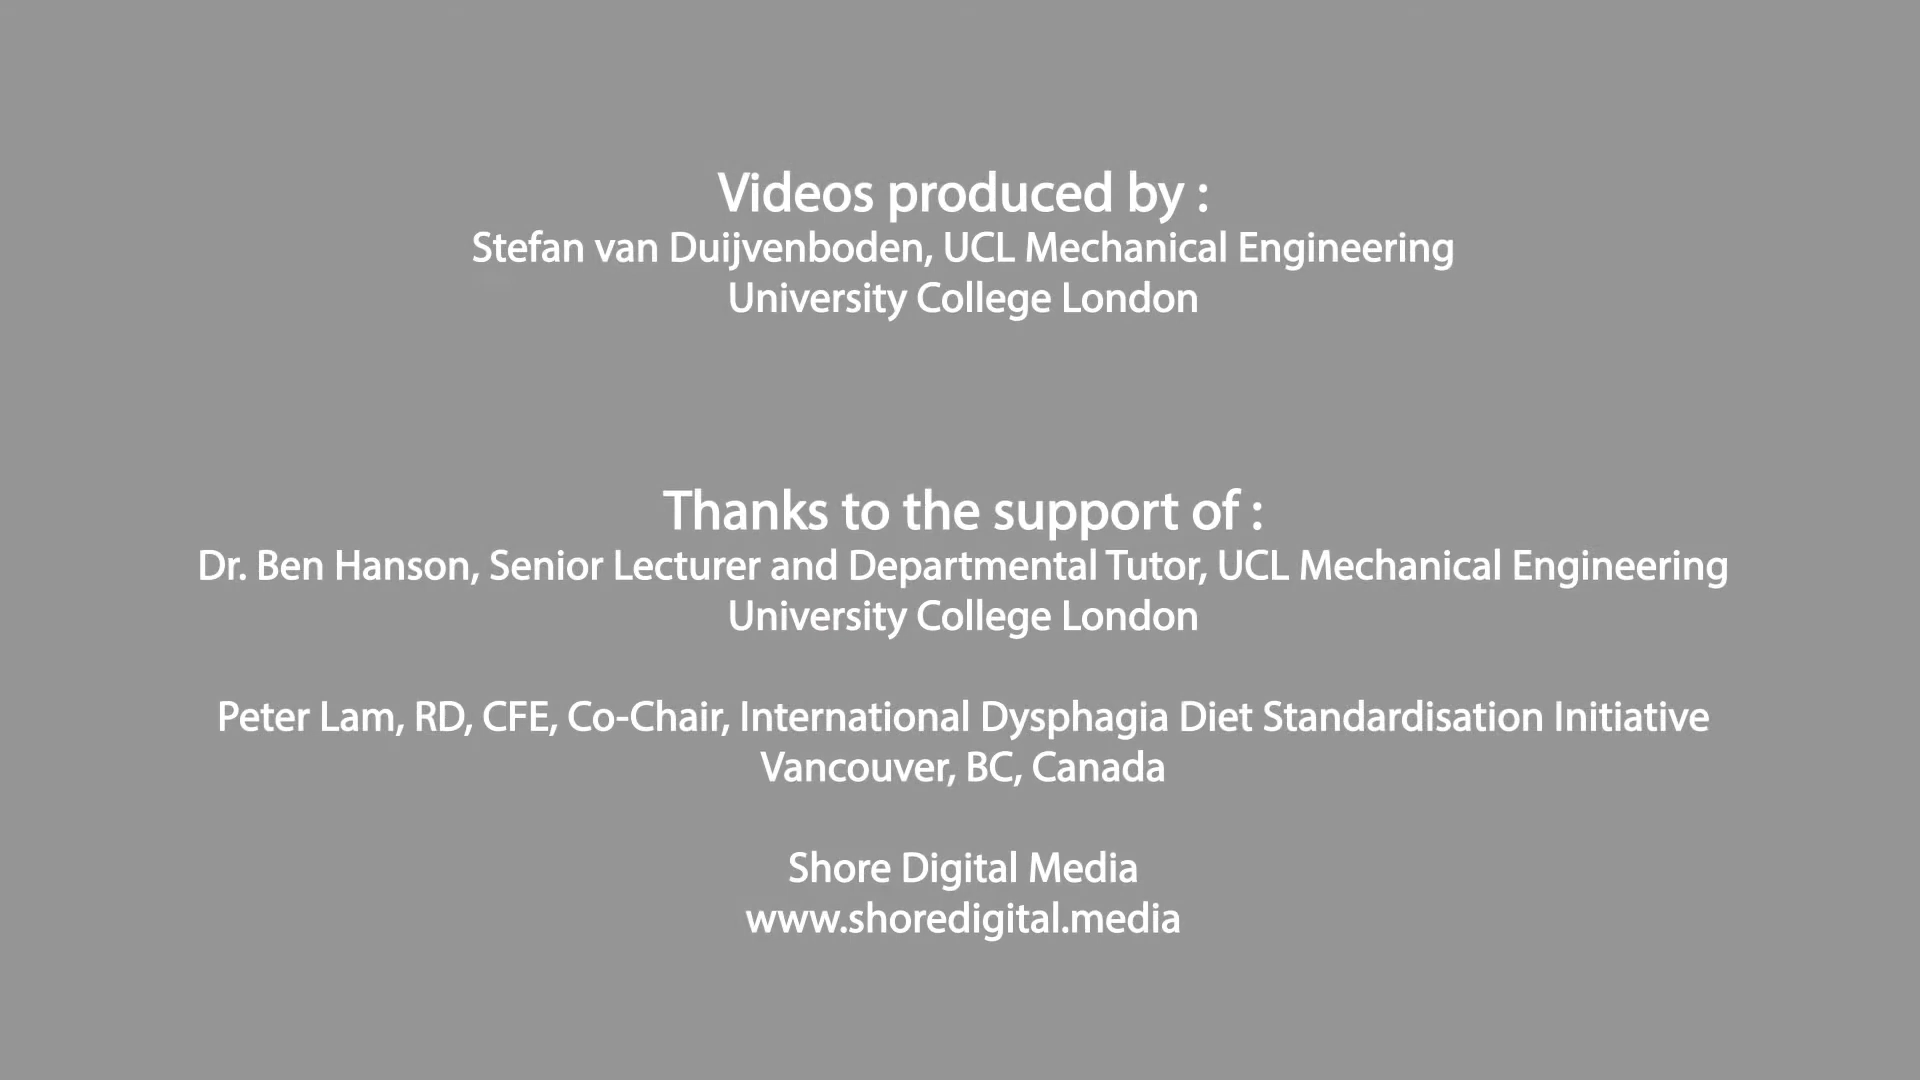 Videos produced by :
Stefan van Duijvenboden, UCL Mechanical Engineering
University College London
Thanks to the support of :
Dr. Ben Hanson, Senior Lecturer and Departmental Tutor, UCL Mechanical Engineering
University College London
Peter Lam, RD, CFE, Co-Chair, International Dysphagia Diet Standardisation Initiative
Vancouver, BC, Canada
Shore Digital Media
www.shoredigital.media